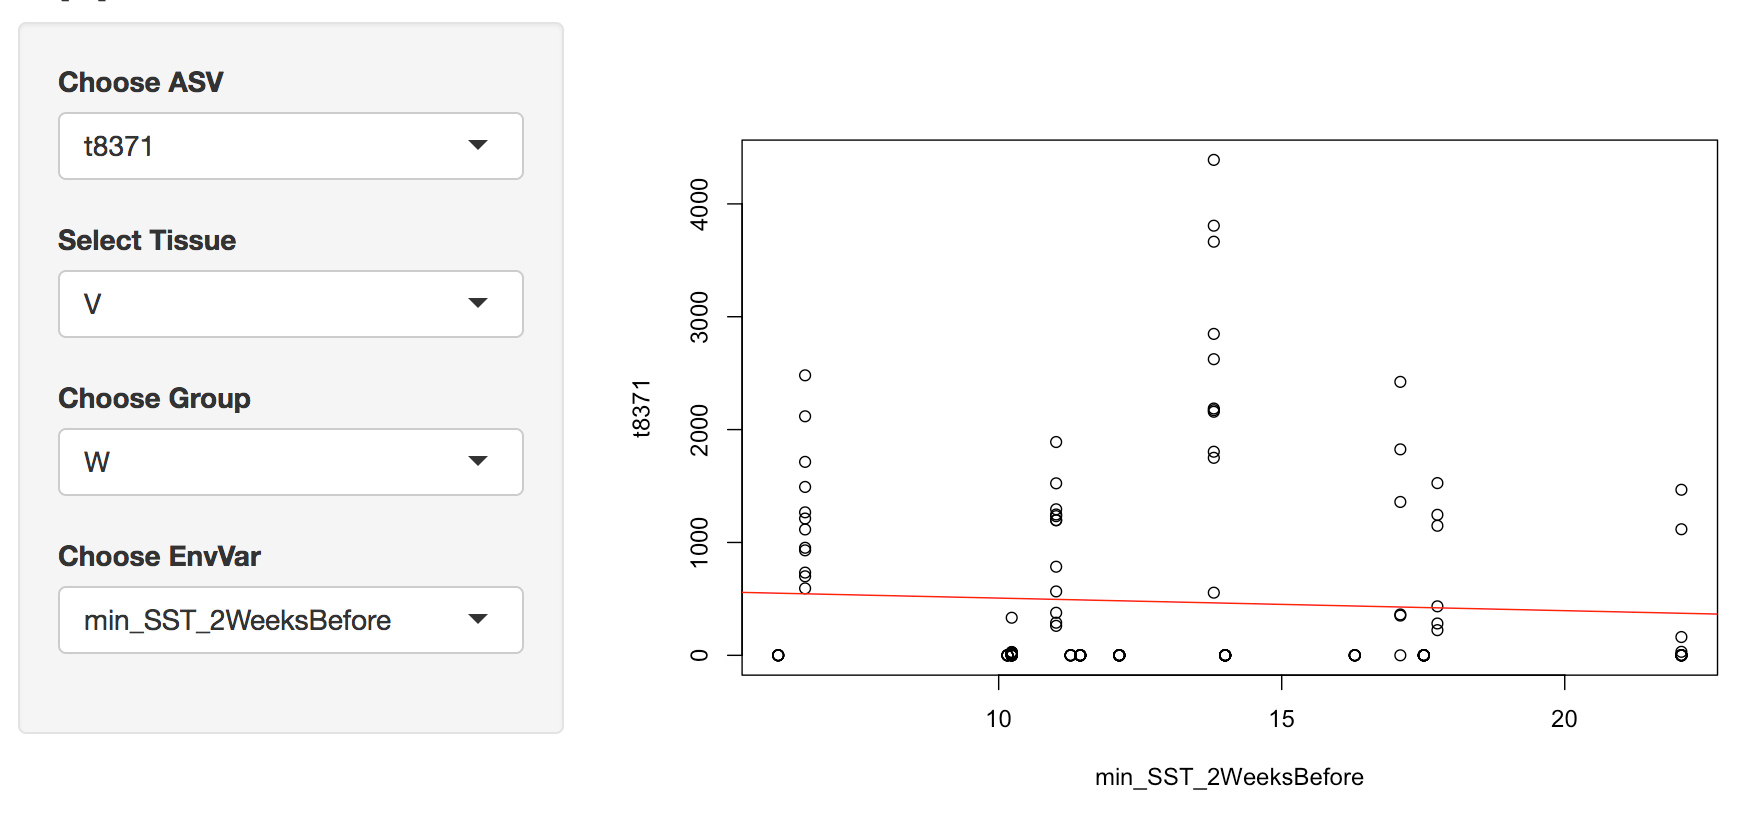 Choose ASV
t8371
Select Tissue
V
Choose Group
W
Choose EnvVar
min_SST_2WeeksBefore
t8371
4000
3000
2000
1000
0
10 15 20
min_SST_2WeeksBefore